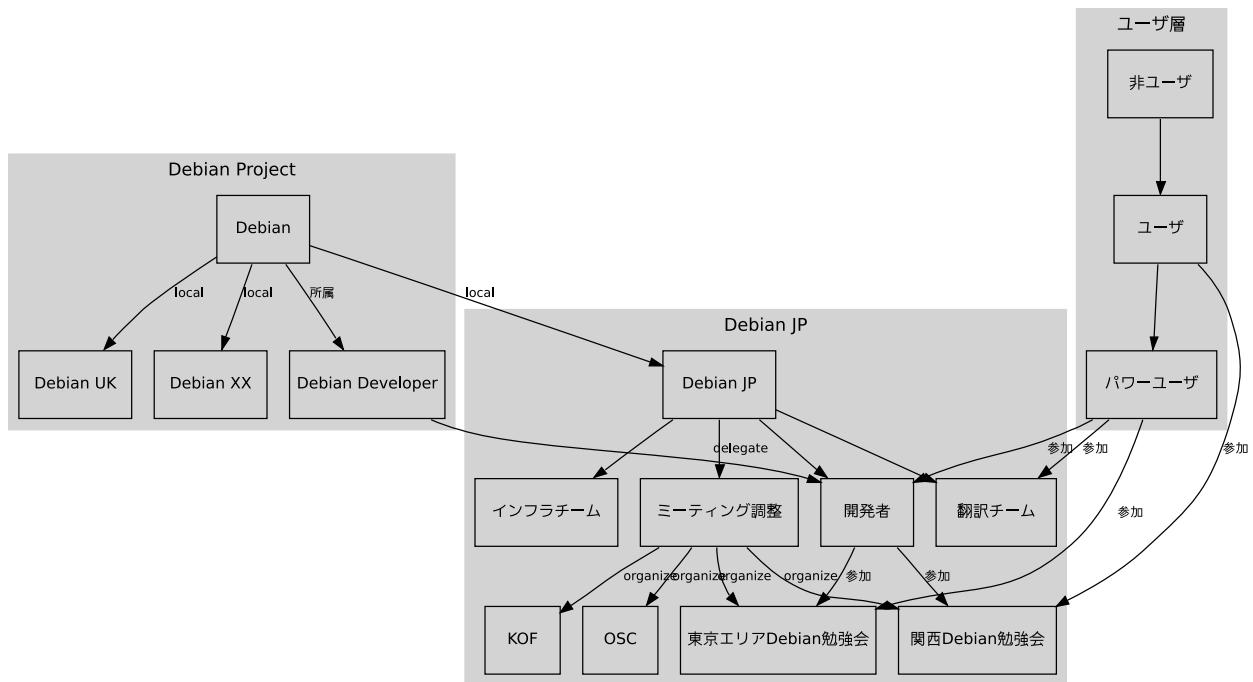 ユーザ層
非ユーザ
Debian Project
Debian
ユーザ
local
local
所属
local
Debian JP
Debian UK
Debian XX
Debian Developer
Debian JP
パワーユーザ
delegate
参加
参加
参加
インフラチーム
ミーティング調整
開発者
翻訳チーム
参加
organize
organize
organize
organize
参加
参加
KOF
OSC
東京エリアDebian勉強会
関西Debian勉強会